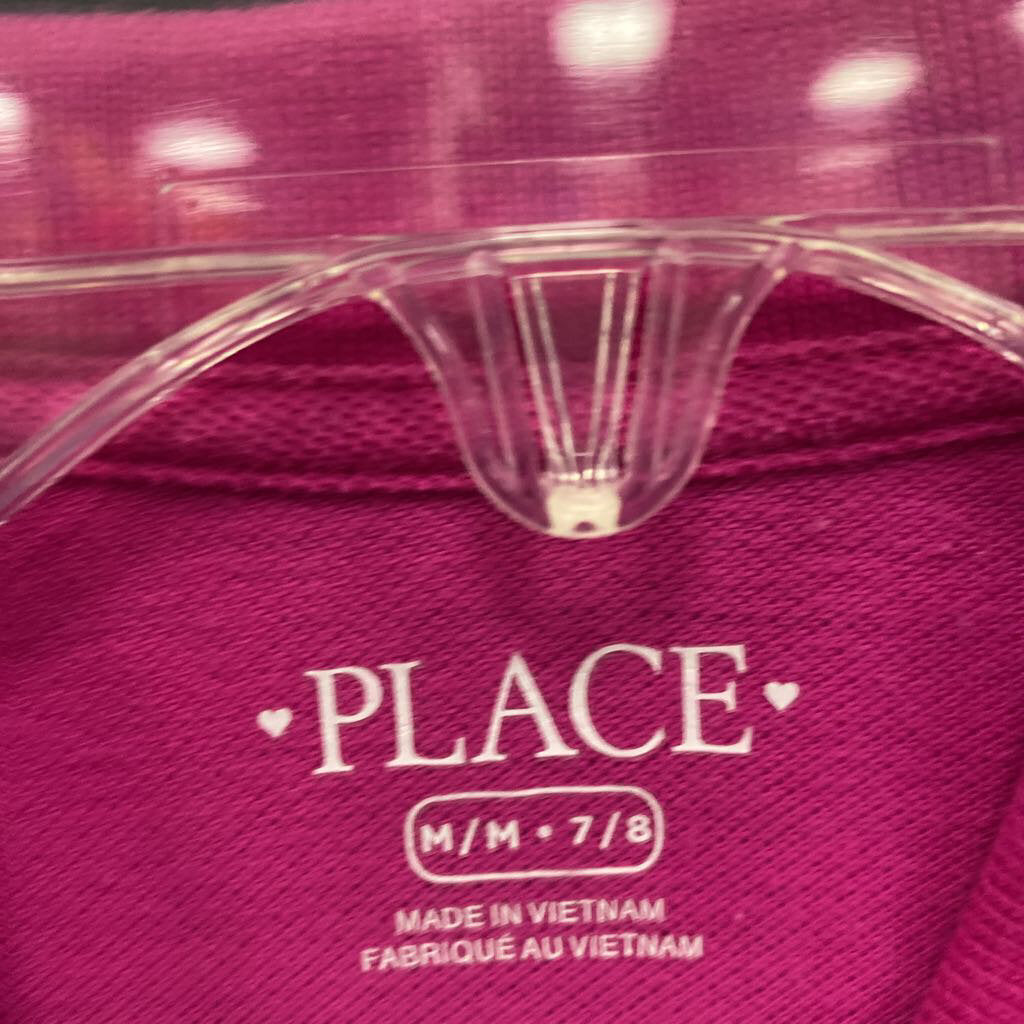 PLACE
M/M • 7/8
MADE IN VIETNAM
FABRIQUÉ AU VIETNAM